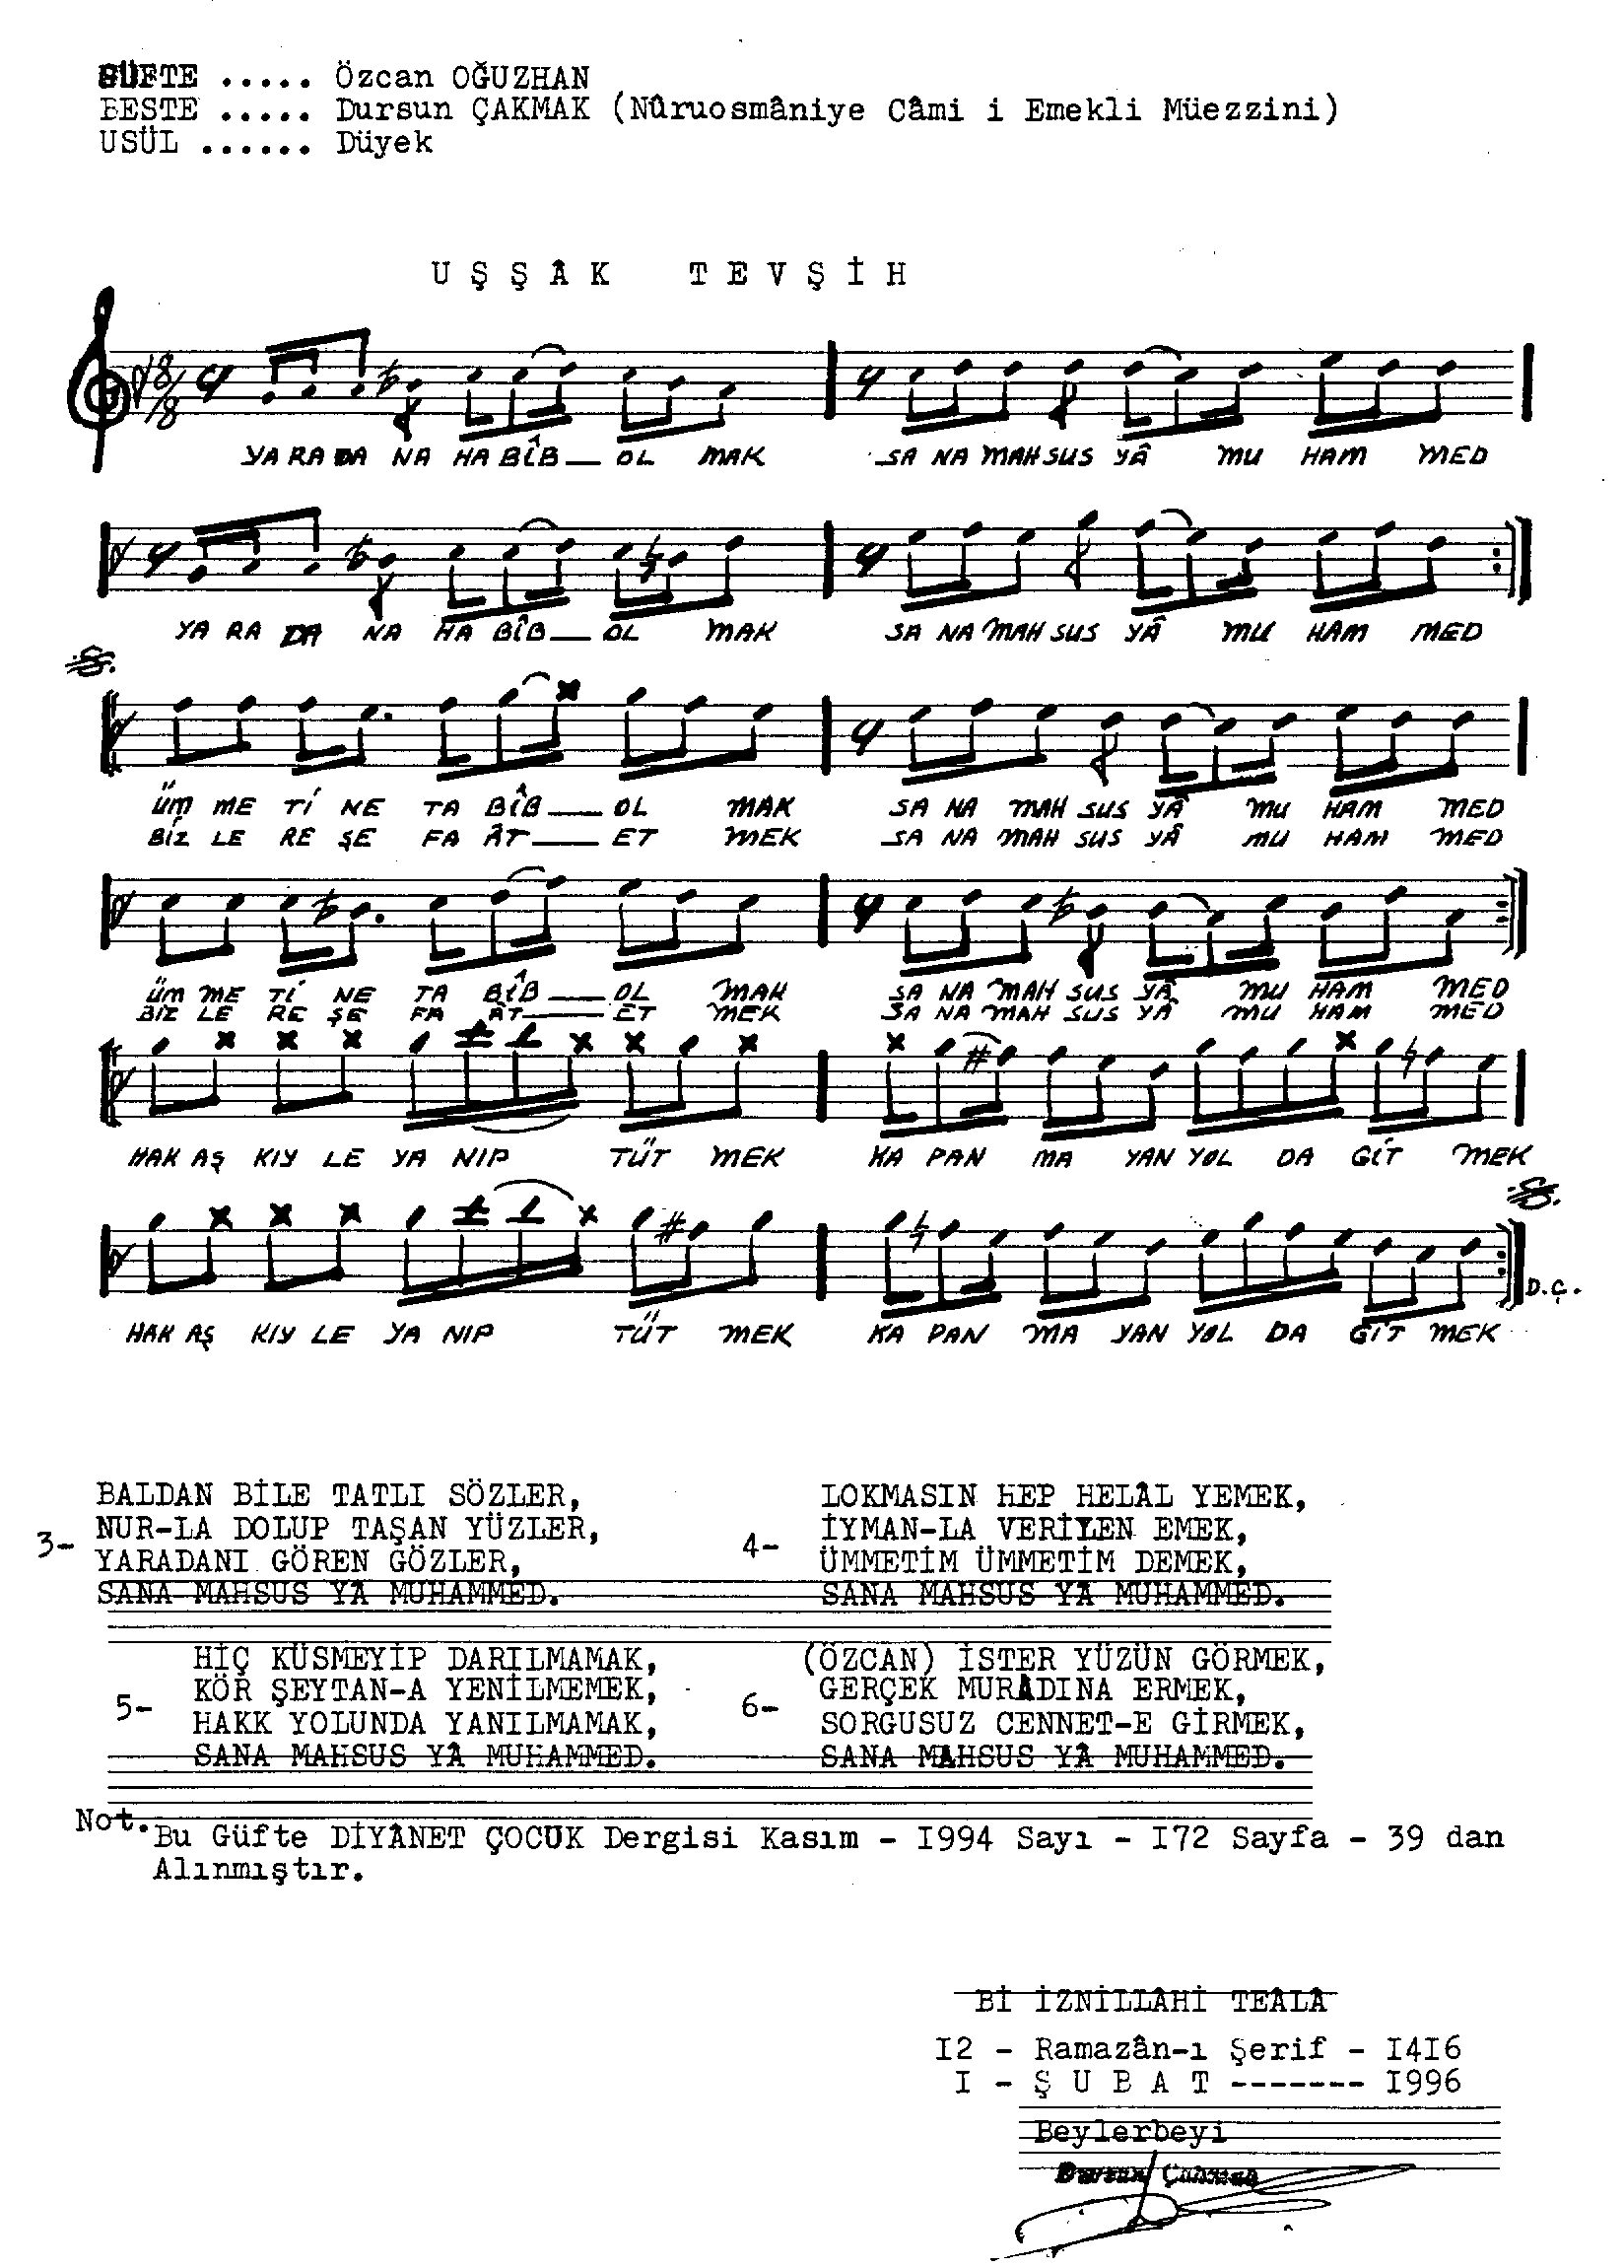 GÜFTE ..... Özcan OĞUZHAN
BESTE ..... Dursun ÇAKMAK (Nûruosmâniye Câmi i Emekli Müezzini)
USÜL ...... Düyek
UŞŞÂK TEVŞİH
8/8
YA RA DA NA HA BÎB___ OL MAK SA NA MAH SUS YÂ MU HAM MED
YA RA DA NA HA BÎB___ OL MAK SA NA MAH SUS YÂ MU HAM MED
ÜM ME Tİ NE TA BÎB___ OL MAK SA NA MAH SUS YÂ MU HAM MED
BİZ LE RE ŞE FA ÂT___ ET MEK SA NA MAH SUS YÂ MU HAM MED
ÜM ME Tİ NE TA BÎB___ OL MAK SA NA MAH SUS YÂ MU HAM MED
BİZ LE RE ŞE FA ÂT___ ET MEK SA NA MAH SUS YÂ MU HAM MED
HAK AŞ KIY LE YA NIP TÜT MEK KA PAN MA YAN YOL DA GİT MEK
D.Ç.
HAK AŞ KIY LE YA NIP TÜT MEK KA PAN MA YAN YOL DA GİT MEK
3-
BALDAN BİLE TATLI SÖZLER,
NUR-LA DOLUP TAŞAN YÜZLER,
YARADANI GÖREN GÖZLER,
SANA MAHSUS YÂ MUHAMMED.
4-
LOKMASIN HEP HELÂL YEMEK,
İYMAN-LA VERİLEN EMEK,
ÜMMETİM ÜMMETİM DEMEK,
SANA MAHSUS YÂ MUHAMMED.
5-
HİÇ KÜSMEYİP DARILMAMAK,
KÖR ŞEYTAN-A YENİLMEMEK,
HAKK YOLUNDA YANILMAMAK,
SANA MAHSUS YÂ MUHAMMED.
6-
(ÖZCAN) İSTER YÜZÜN GÖRMEK,
GERÇEK MURÂDINA ERMEK,
SORGUSUZ CENNET-E GİRMEK,
SANA MAHSUS YÂ MUHAMMED.
Not. Bu Güfte DİYÂNET ÇOCUK Dergisi Kasım - I994 Sayı - I72 Sayfa - 39 dan
Alınmıştır.
Bİ İZNİLLÂHİ TEÂLÂ
I2 - Ramazân-ı Şerif - I4I6
I - ŞUBAT ------- I996
Beylerbeyi
Dursun Çakmak